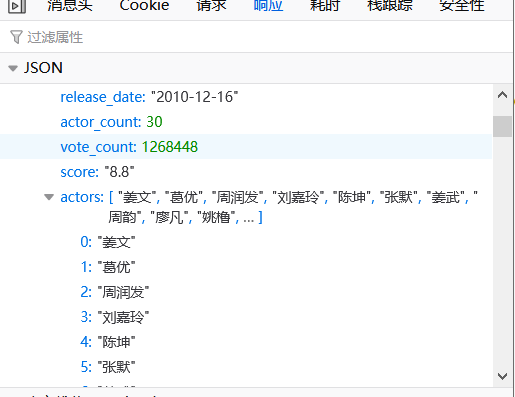 消息头 Cookie 请求 响应 耗时 栈跟踪 安全性
过滤属性
JSON
release_date: "2010-12-16"
actor_count: 30
vote_count: 1268448
score: "8.8"
actors: [ "姜文", "葛优", "周润发", "刘嘉玲", "陈坤", "张默", "姜武", "
周韵", "廖凡", "姚橹", … ]
0: "姜文"
1: "葛优"
2: "周润发"
3: "刘嘉玲"
4: "陈坤"
5: "张默"